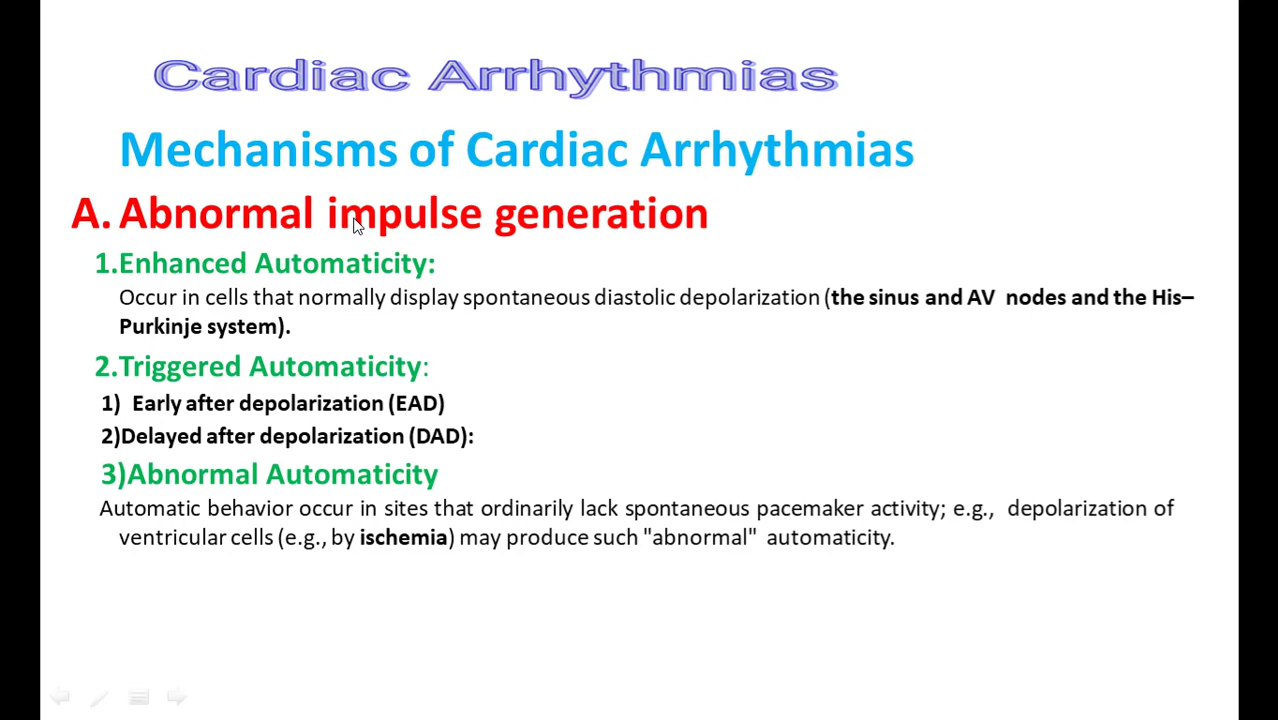 Cardiac Arrhythmias
Mechanisms of Cardiac Arrhythmias
A. Abnormal impulse generation
1.Enhanced Automaticity:
Occur in cells that normally display spontaneous diastolic depolarization (the sinus and AV nodes and the His–
Purkinje system).
2.Triggered Automaticity:
1) Early after depolarization (EAD)
2)Delayed after depolarization (DAD):
3)Abnormal Automaticity
Automatic behavior occur in sites that ordinarily lack spontaneous pacemaker activity; e.g., depolarization of
ventricular cells (e.g., by ischemia) may produce such "abnormal" automaticity.